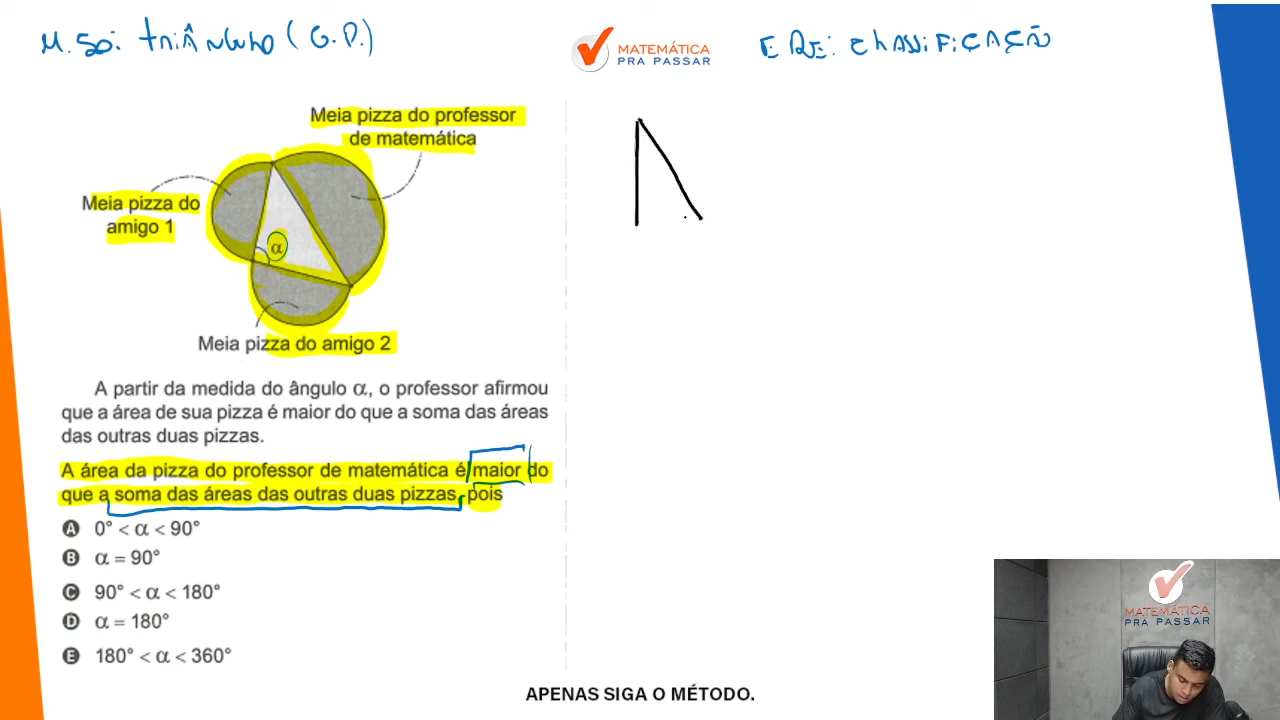 M.SO: TRIÂNGULO (G.P.)
MATEMÁTICA
PRA PASSAR
E RE: CLASSIFICAÇÃO
Meia pizza do professor
de matemática
Meia pizza do
amigo 1
α
Meia pizza do amigo 2
A partir da medida do ângulo α, o professor afirmou
que a área de sua pizza é maior do que a soma das áreas
das outras duas pizzas.
A área da pizza do professor de matemática é maior do
que a soma das áreas das outras duas pizzas, pois
A 0° < α < 90°
B α = 90°
C 90° < α < 180°
D α = 180°
E 180° < α < 360°
MATEMÁTICA
PRA PASSAR
APENAS SIGA O MÉTODO.